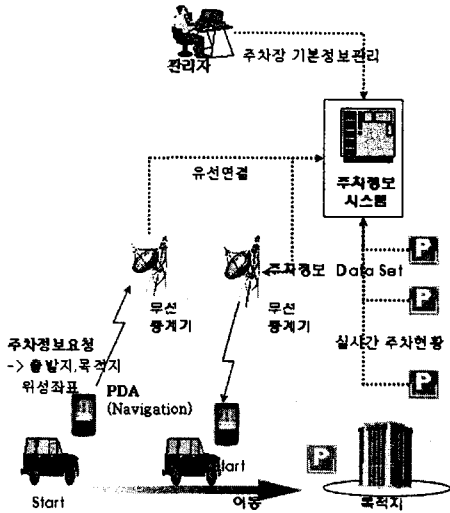 관리자
주차장 기본정보관리
유선연결
주차정보
시스템
P
주차정보 Data Set
무선
중계기
무선
중계기
P
실시간 주차현황
주차정보요청
-> 출발지,목적지
위성좌표
P
PDA
(Navigation)
P
Start
Start
이동
목적지